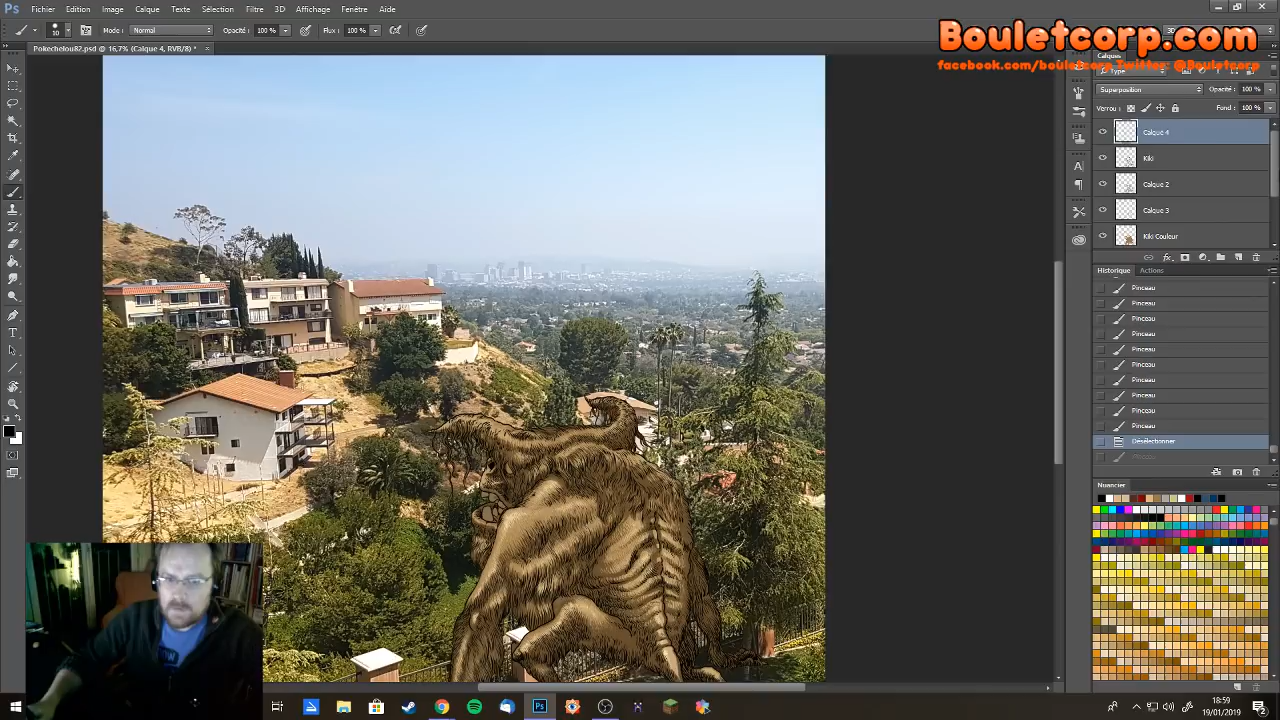 Fichier Edition Image Calque Texte Sélection Filtre 3D Affichage Fenêtre Aide
10 Mode : Normal Opacité : 100 % Flux : 100 %
Bouletcorp.com
facebook.com/bouletcorp Twitter: @Bouletcorp
Pokechelou82.psd @ 16,7% (Calque 4, RVB/8) *
Calques
Type
Superposition Opacité : 100 %
Verrou : Fond : 100 %
Calque 4
Kiki
Calque 2
Calque 3
Kiki Couleur
Historique Actions
Pinceau
Pinceau
Pinceau
Pinceau
Pinceau
Pinceau
Pinceau
Pinceau
Pinceau
Pinceau
Désélectionner
Pinceau
Nuancier
18:59
19/01/2019